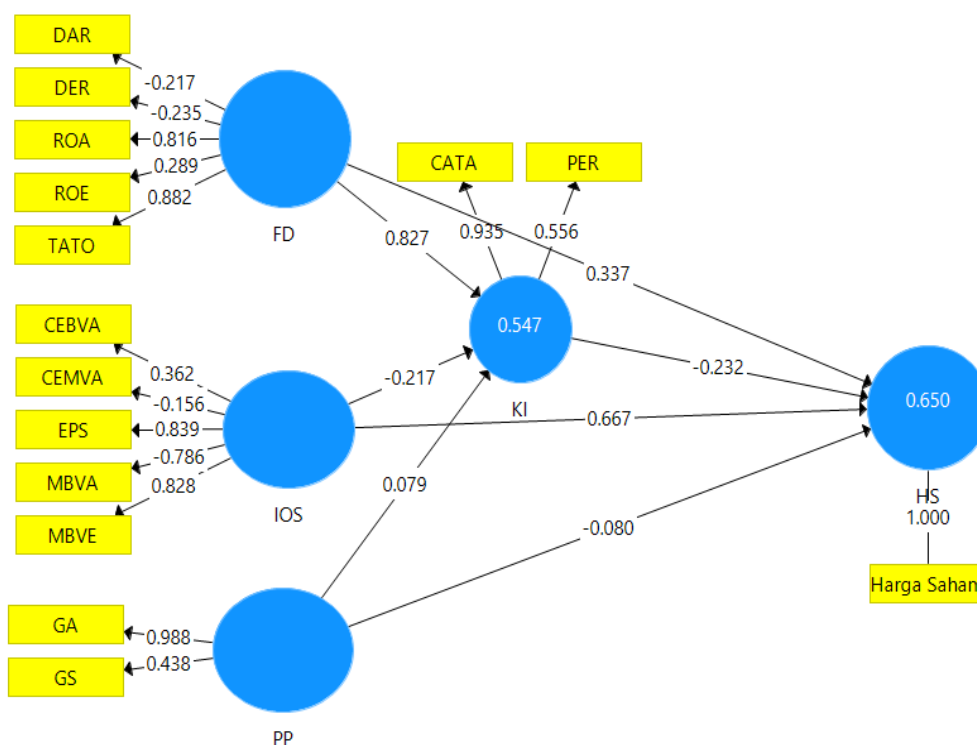 DAR
-0.217
DER
-0.235
ROA
0.816
ROE
0.289
TATO
0.882
FD
CATA
PER
0.935
0.556
0.827
0.337
0.547
KI
-0.232
CEBVA
0.362
CEMVA
-0.156
EPS
0.839
MBVA
-0.786
MBVE
0.828
IOS
-0.217
0.667
0.650
HS
1.000
Harga Saham
0.079
-0.080
GA
0.988
GS
0.438
PP